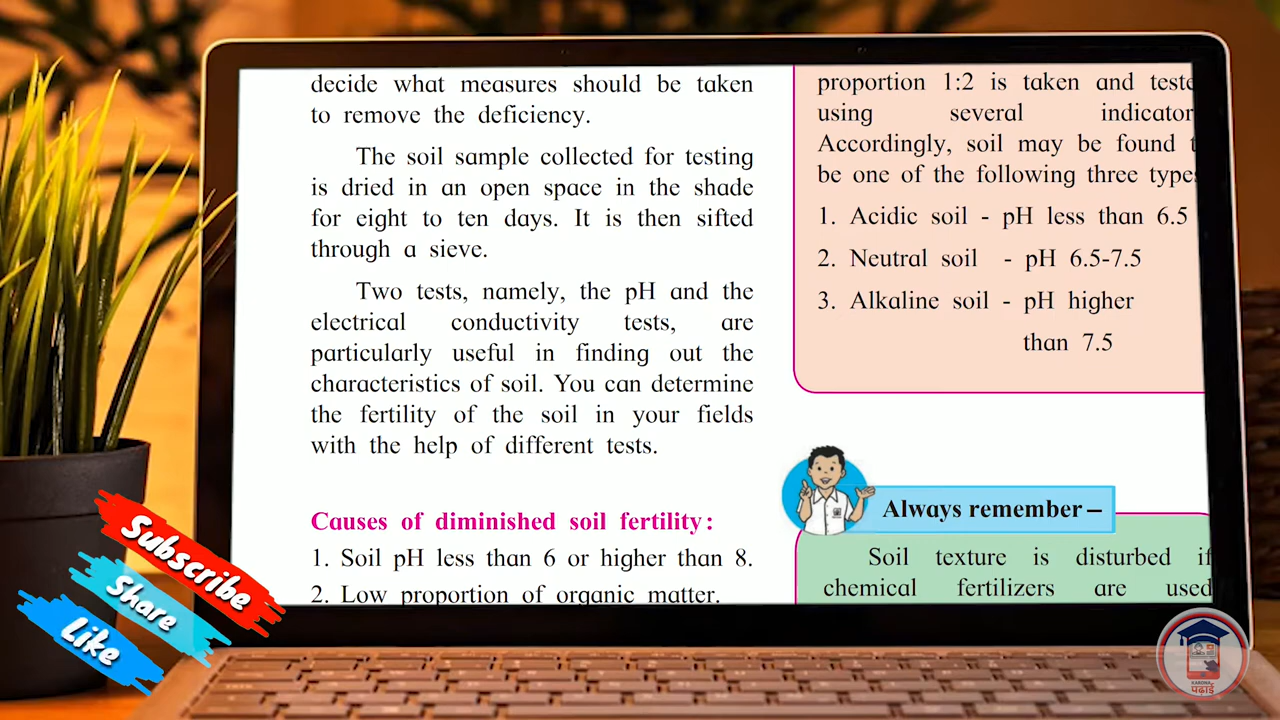 decide what measures should be taken
to remove the deficiency.
The soil sample collected for testing
is dried in an open space in the shade
for eight to ten days. It is then sifted
through a sieve.
Two tests, namely, the pH and the
electrical conductivity tests, are
particularly useful in finding out the
characteristics of soil. You can determine
the fertility of the soil in your fields
with the help of different tests.
Causes of diminished soil fertility:
1. Soil pH less than 6 or higher than 8.
2. Low proportion of organic matter.
proportion 1:2 is taken and teste
using several indicator
Accordingly, soil may be found t
be one of the following three types
1. Acidic soil - pH less than 6.5
2. Neutral soil - pH 6.5-7.5
3. Alkaline soil - pH higher
than 7.5
Always remember –
Soil texture is disturbed if
chemical fertilizers are used
Subscribe
Share
Like
KARONA
पढ़ाई